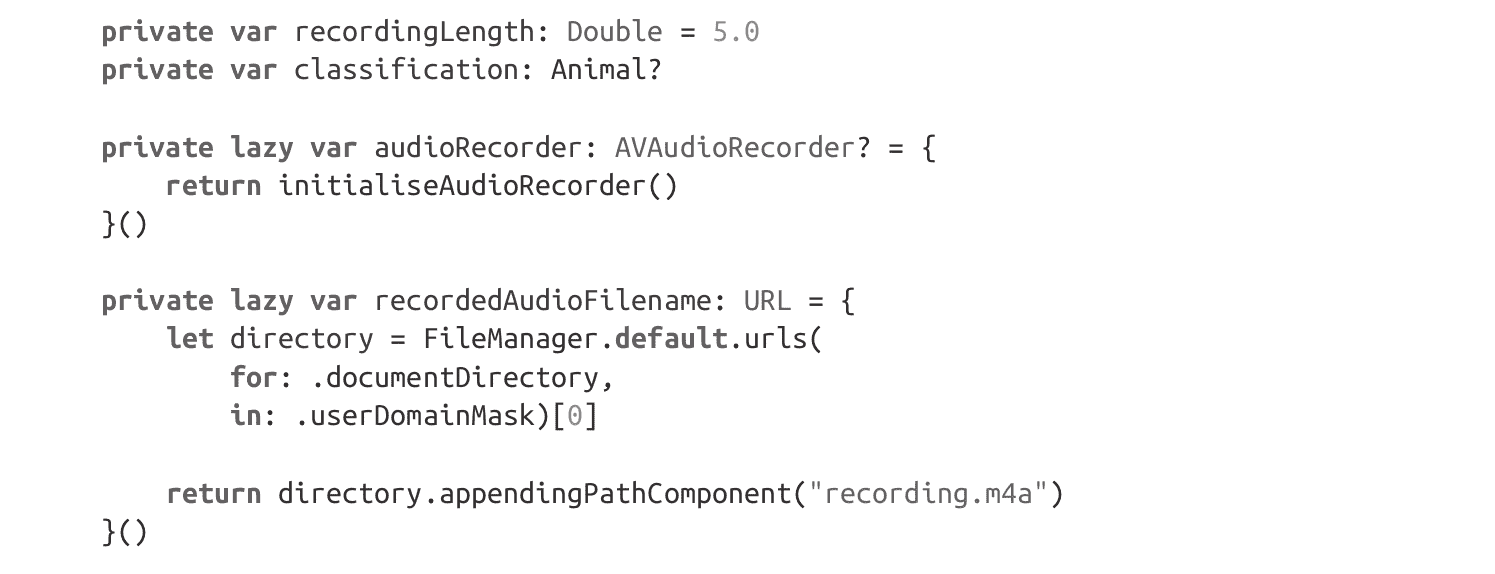 private var recordingLength: Double = 5.0
private var classification: Animal?

private lazy var audioRecorder: AVAudioRecorder? = {
    return initialiseAudioRecorder()
}()

private lazy var recordedAudioFilename: URL = {
    let directory = FileManager.default.urls(
        for: .documentDirectory,
        in: .userDomainMask)[0]

    return directory.appendingPathComponent("recording.m4a")
}()